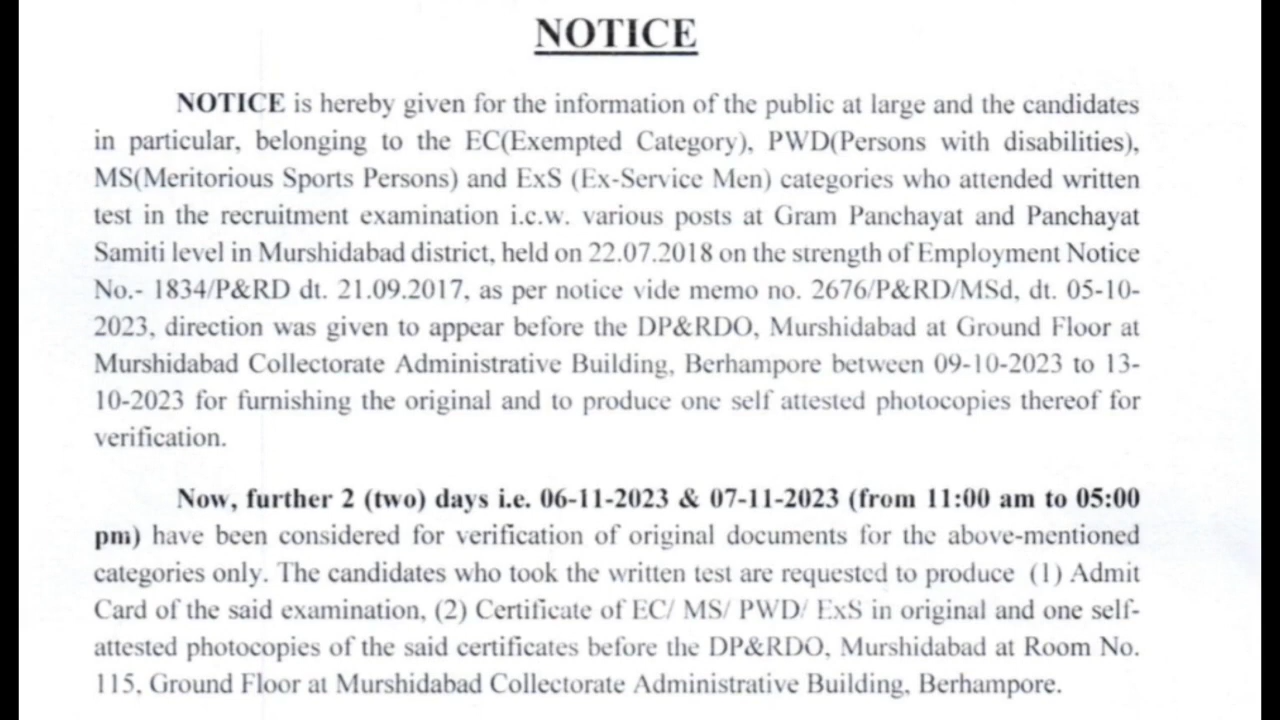 NOTICE
NOTICE is hereby given for the information of the public at large and the candidates
in particular, belonging to the EC(Exempted Category), PWD(Persons with disabilities),
MS(Meritorious Sports Persons) and ExS (Ex-Service Men) categories who attended written
test in the recruitment examination i.c.w. various posts at Gram Panchayat and Panchayat
Samiti level in Murshidabad district, held on 22.07.2018 on the strength of Employment Notice
No.- 1834/P&RD dt. 21.09.2017, as per notice vide memo no. 2676/P&RD/MSd, dt. 05-10-
2023, direction was given to appear before the DP&RDO, Murshidabad at Ground Floor at
Murshidabad Collectorate Administrative Building, Berhampore between 09-10-2023 to 13-
10-2023 for furnishing the original and to produce one self attested photocopies thereof for
verification.
Now, further 2 (two) days i.e. 06-11-2023 & 07-11-2023 (from 11:00 am to 05:00
pm) have been considered for verification of original documents for the above-mentioned
categories only. The candidates who took the written test are requested to produce (1) Admit
Card of the said examination, (2) Certificate of EC/ MS/ PWD/ ExS in original and one self-
attested photocopies of the said certificates before the DP&RDO, Murshidabad at Room No.
115, Ground Floor at Murshidabad Collectorate Administrative Building, Berhampore.